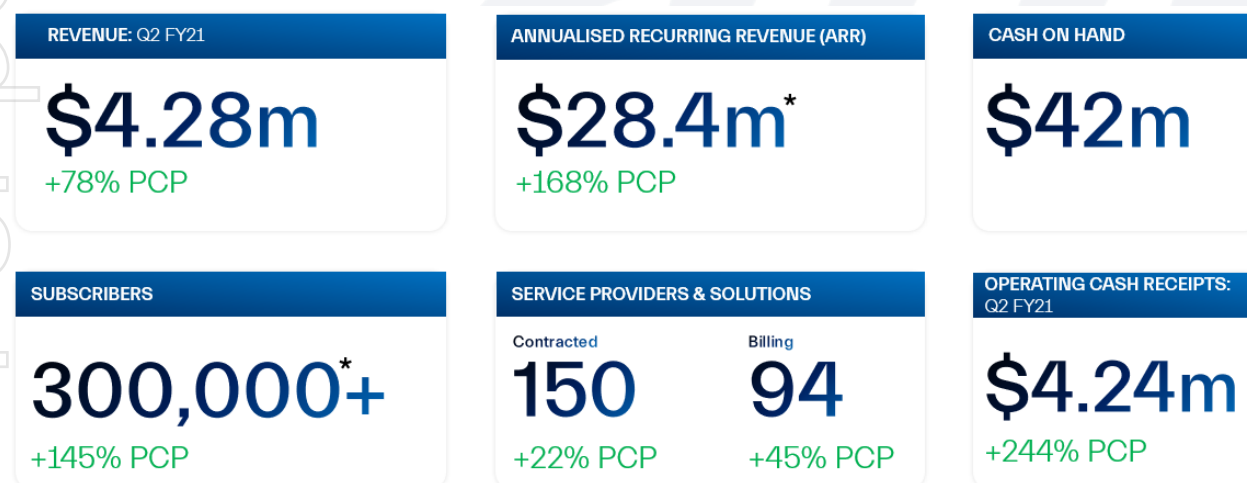 REVENUE: Q2 FY21
$4.28m
+78% PCP
ANNUALISED RECURRING REVENUE (ARR)
$28.4m*
+168% PCP
CASH ON HAND
$42m
SUBSCRIBERS
300,000*+
+145% PCP
SERVICE PROVIDERS & SOLUTIONS
Contracted
150
+22% PCP
Billing
94
+45% PCP
OPERATING CASH RECEIPTS:
Q2 FY21
$4.24m
+244% PCP